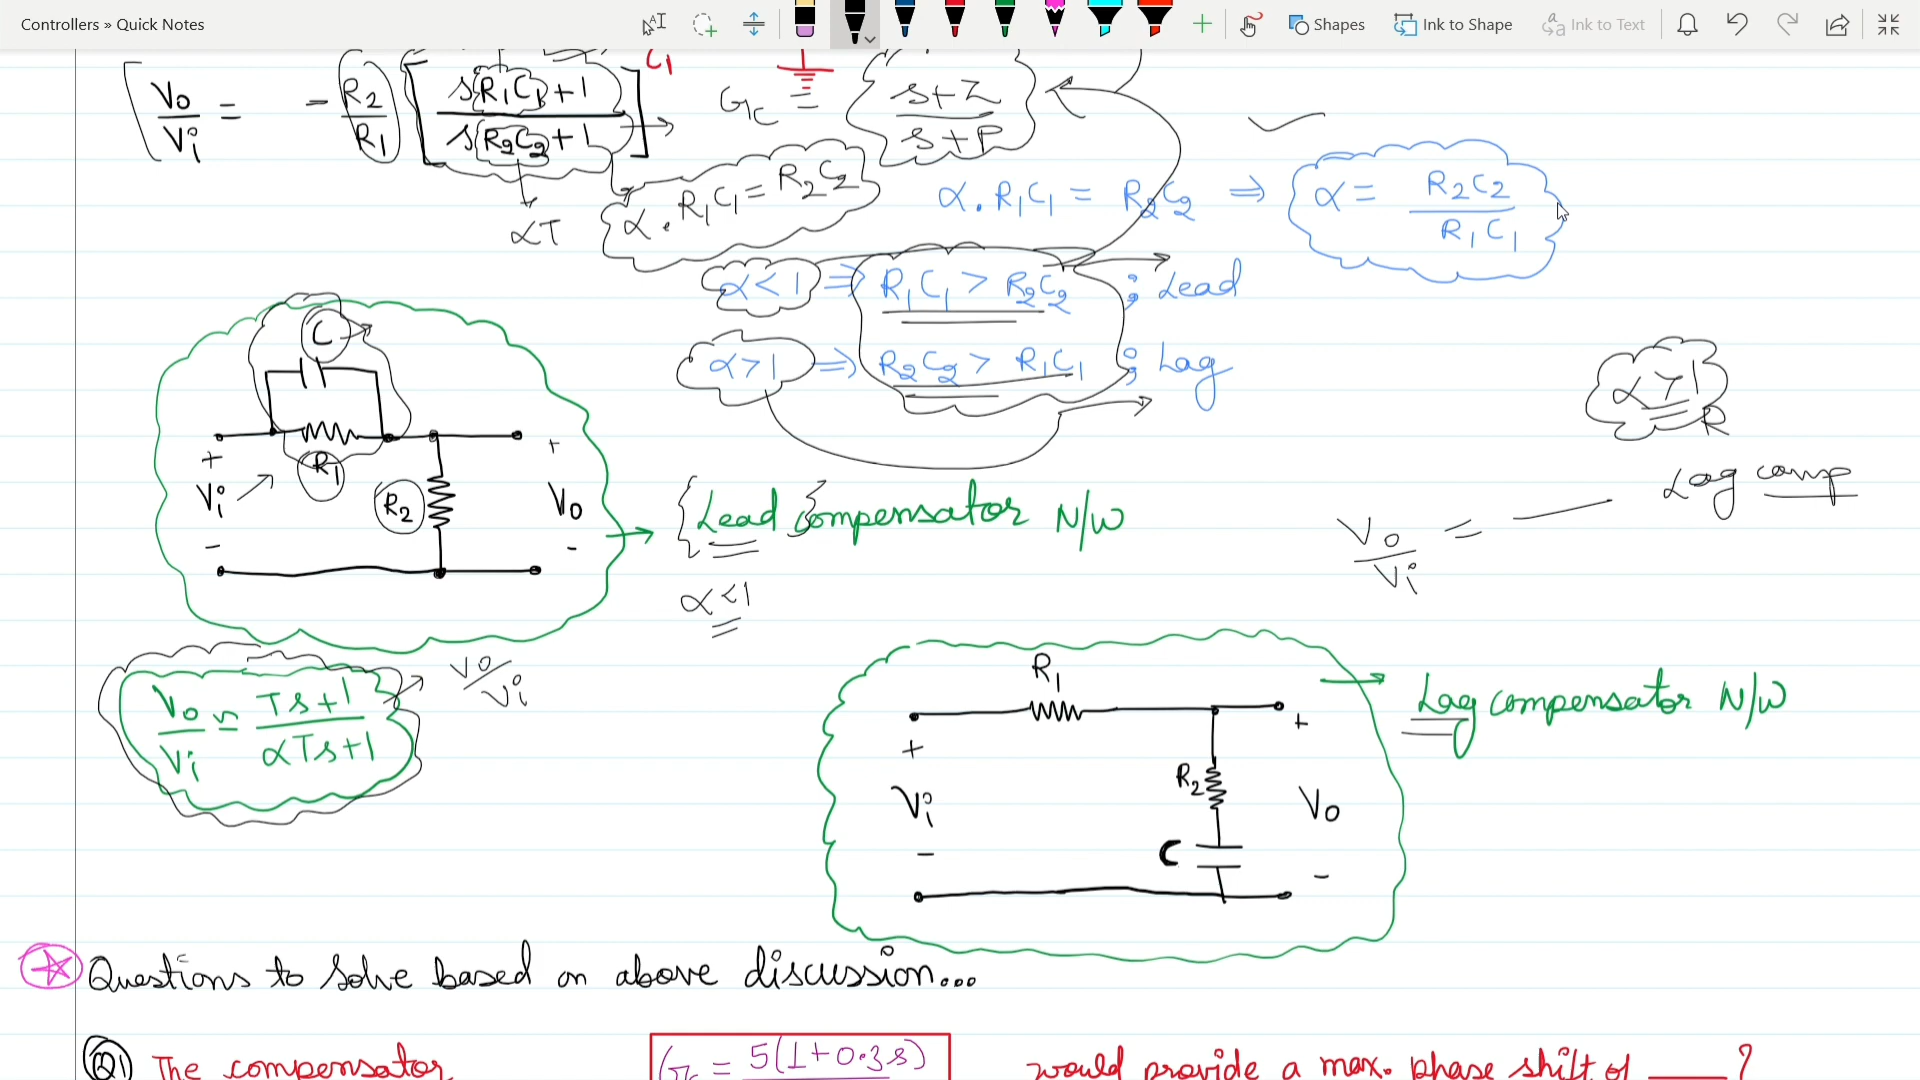 Controllers » Quick Notes
Shapes
Ink to Shape
Ink to Text
Vo/Vi = - R2/R1 [ (sR1C1+1)/(sR2C2+1) ]
C1
Gc = (s+Z)/(s+P)
αT
α. R1C1 = R2C2
α. R1C1 = R2C2 ⇒ α = R2C2/R1C1
α<1 ⇒ R1C1 > R2C2 ; Lead
α>1 ⇒ R2C2 > R1C1 ; Lag
C
R1
+
Vi
-
R2
+
Vo
-
α>1
R
Lag comp
Vo/Vi =
{Lead} Compensator N/W
α<1
Vo/Vi = (Ts+1)/(αTs+1)
Vo/Vi
R1
+
Vi
-
R2
C
+
Vo
-
Lag compensator N/W
Questions to solve based on above discussion...
Q1 The compensator Gc = 5(1+0.3s) would provide a max. phase shift of ____ ?